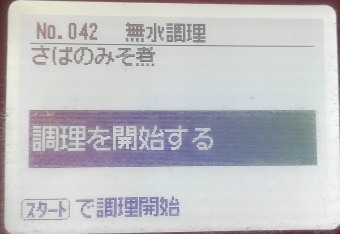 No.042 無水調理
さばのみそ煮
調理を開始する
スタート で調理開始